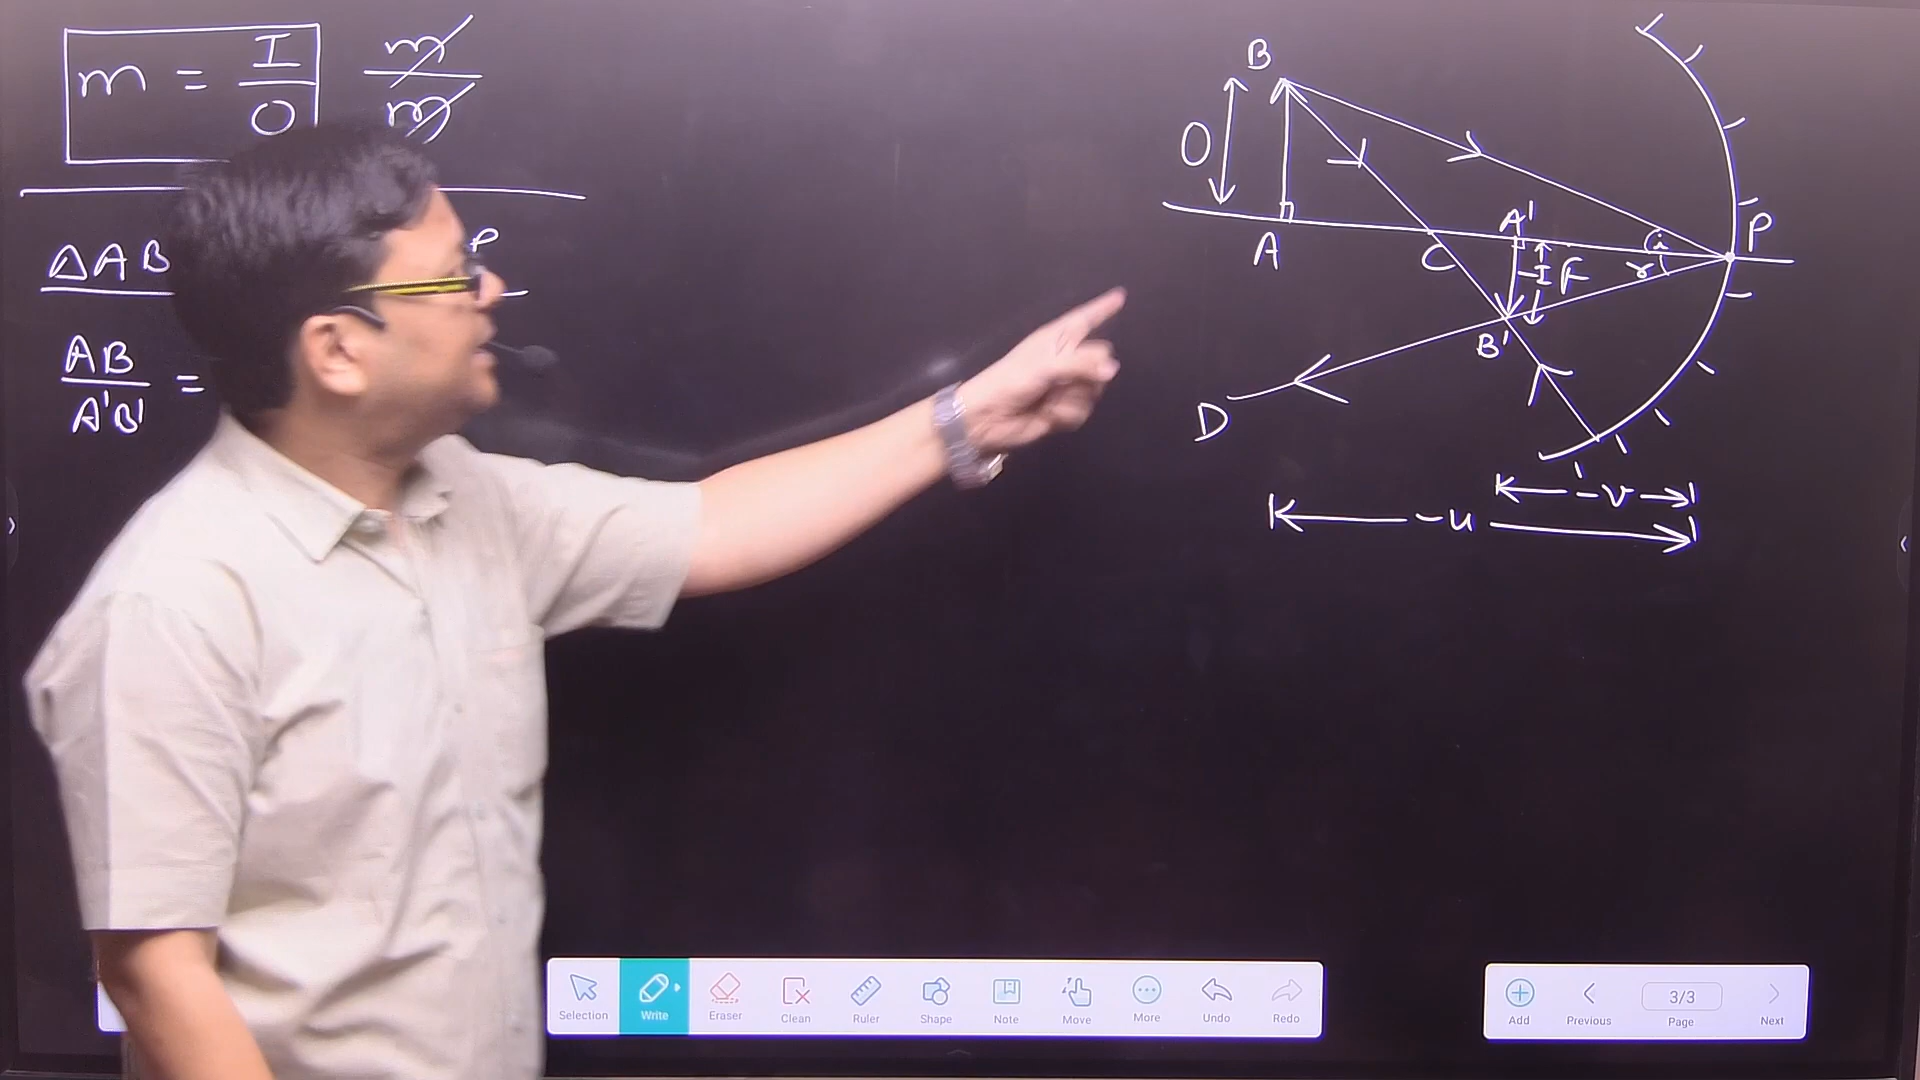 m = I/O m/m
ΔAB P
AB/A'B' =
B
O
A
C
A'
-I
F
i
r
P
B'
D
-v
-u
Selection Write Eraser Clean Ruler Shape Note Move More Undo Redo
Add Previous 3/3 Page Next